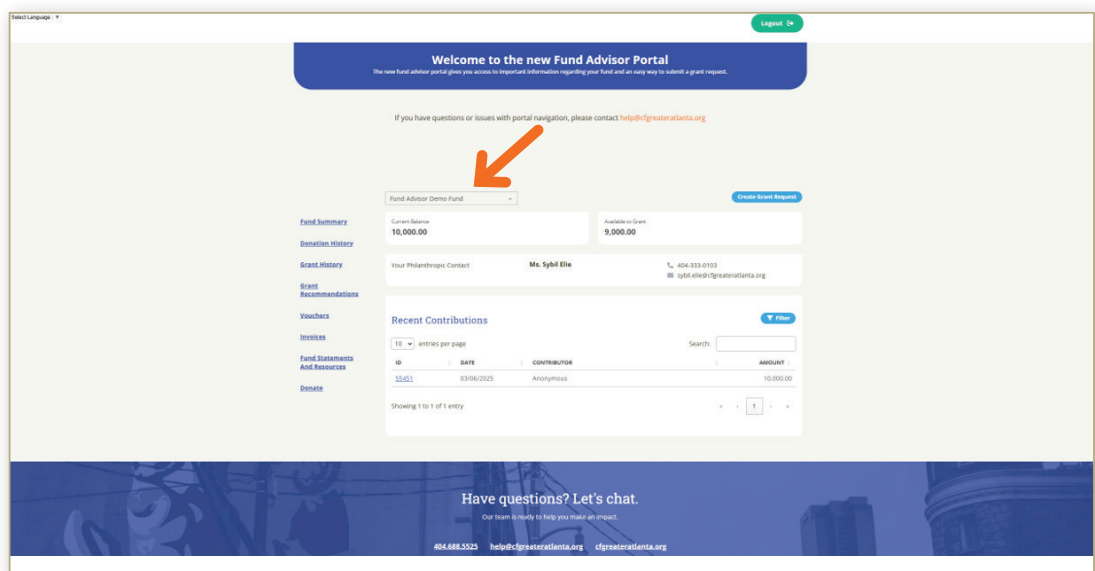 Select Language ▼
Logout
Welcome to the new Fund Advisor Portal
The new fund advisor portal gives you access to important information regarding your fund and an easy way to submit a grant request.
If you have questions or issues with portal navigation, please contact help@cfgreateratlanta.org
Fund Advisor Demo Fund
Create Grant Request
Fund Summary
Donation History
Grant History
Grant
Recommendations
Vouchers
Invoices
Fund Statements
And Resources
Donate
Current Balance
10,000.00
Available to Grant
9,000.00
Your Philanthropic Contact
Ms. Sybil Elie
404-333-0103
sybil.elie@cfgreateratlanta.org
Recent Contributions
Filter
10 entries per page
Search:
ID DATE CONTRIBUTOR AMOUNT
55451 03/06/2025 Anonymous 10,000.00
Showing 1 to 1 of 1 entry
« ‹ 1 › »
Have questions? Let's chat.
Our team is ready to help you make an impact.
404.688.5525 help@cfgreateratlanta.org cfgreateratlanta.org